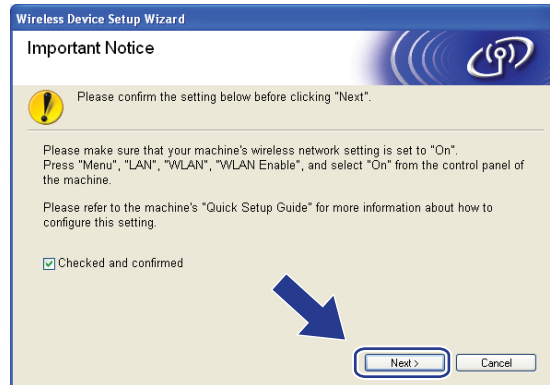 Wireless Device Setup Wizard
Important Notice
Please confirm the setting below before clicking "Next".
Please make sure that your machine's wireless network setting is set to "On".
Press "Menu", "LAN", "WLAN", "WLAN Enable", and select "On" from the control panel of
the machine.
Please refer to the machine's "Quick Setup Guide" for more information about how to
configure this setting.
Checked and confirmed
Next >
Cancel